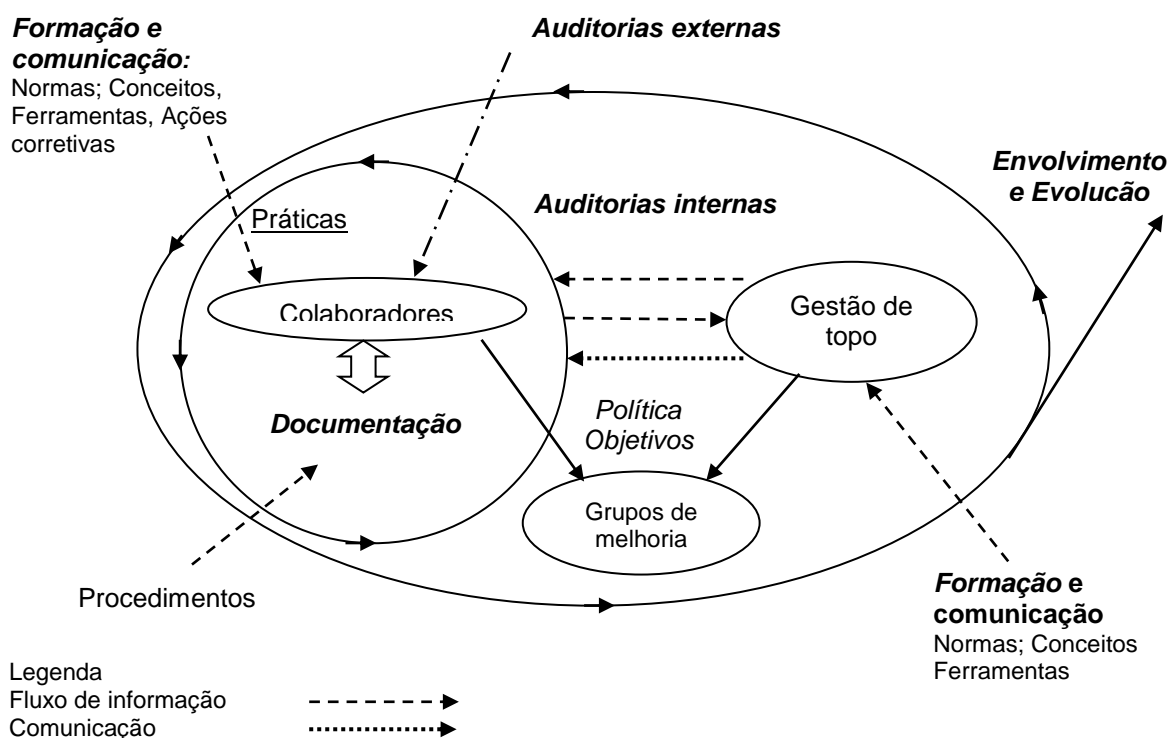 Formação e
comunicação:
Normas; Conceitos,
Ferramentas, Ações
corretivas
Auditorias externas
Envolvimento
e Evolucão
Práticas
Auditorias internas
Colaboradores
Gestão de
topo
Documentação
Política
Objetivos
Grupos de
melhoria
Procedimentos
Formação e
comunicação
Normas; Conceitos
Ferramentas
Legenda
Fluxo de informação
Comunicação